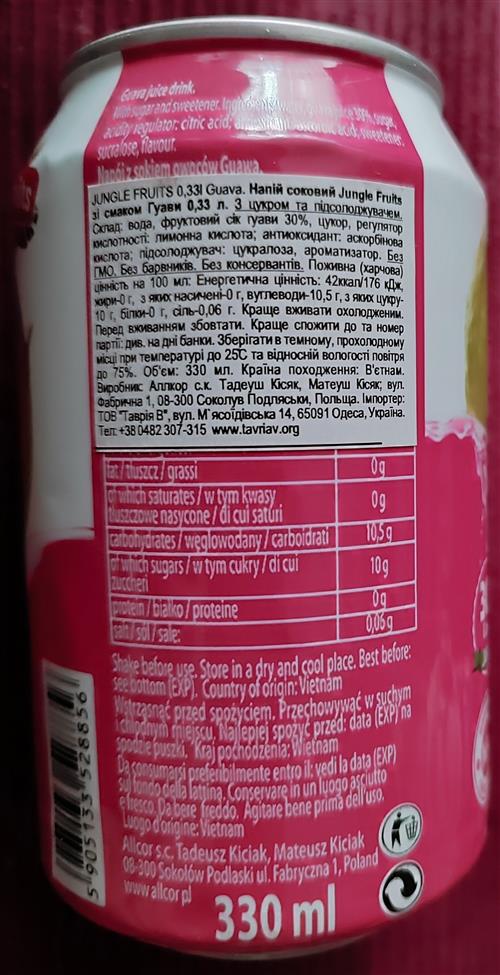 Guava juice drink.
With sugar and sweetener. 30%, sugar,
acidity regulator: citric acid; ascorbic acid, sweetener:
sucralose, flavour.
Napój z sokiem owoców Guawa.
JUNGLE FRUITS 0,33l Guava. Напій соковий Jungle Fruits
зі смаком Гуави 0,33 л. З цукром та підсолоджувачем.
Склад: вода, фруктовий сік гуави 30%, цукор, регулятор
кислотності: лимонна кислота; антиоксидант: аскорбінова
кислота; підсолоджувач: цукралоза, ароматизатор. Без
ГМО. Без барвників. Без консервантів. Поживна (харчова)
цінність на 100 мл: Енергетична цінність: 42ккал/176 кДж,
жири-0 г, з яких насичені-0 г, вуглеводи-10,5 г, з яких цукру-
10 г, білки-0 г, сіль-0,06 г. Краще вживати охолодженим.
Перед вживанням збовтати. Краще спожити до та номер
партії: див. на дні банки. Зберігати в темному, прохолодному
місці при температурі до 25С та відносній вологості повітря
до 75%. Об'єм: 330 мл. Країна походження: В'єтнам.
Виробник: Аллкор с.к. Тадеуш Кісяк, Матеуш Кісяк; вул.
Фабрична 1, 08-300 Соколув Подляськи, Польща. Імпортер:
ТОВ "Таврія В", вул. М`ясоїдівська 14, 65091 Одеса, Україна.
Тел: +38 0482 307-315 www.tavriav.org
fat / tłuszcz / grassi 0 g
of which saturates / w tym kwasy
tłuszczowe nasycone / di cui saturi 0 g
carbohydrates / węglowodany / carboidrati 10,5 g
of which sugars / w tym cukry / di cui
zuccheri 10 g
protein / białko / proteine 0 g
salt / sól / sale: 0,06 g
Shake before use. Store in a dry and cool place. Best before:
see bottom (EXP). Country of origin: Vietnam
Wstrząsnąć przed spożyciem. Przechowywać w suchym
i chłodnym miejscu. Najlepiej spożyć przed: data (EXP) na
spodzie puszki. Kraj pochodzenia: Wietnam
Da consumarsi preferibilmente entro il: vedi la data (EXP)
sul fondo della lattina. Conservare in un luogo asciutto
e fresco. Da bere freddo. Agitare bene prima dell'uso.
Luogo d'origine: Vietnam
Allcor s.c. Tadeusz Kiciak, Mateusz Kiciak
08-300 Sokołów Podlaski ul. Fabryczna 1, Poland
www.allcor.pl
330 ml
5 905133 528856